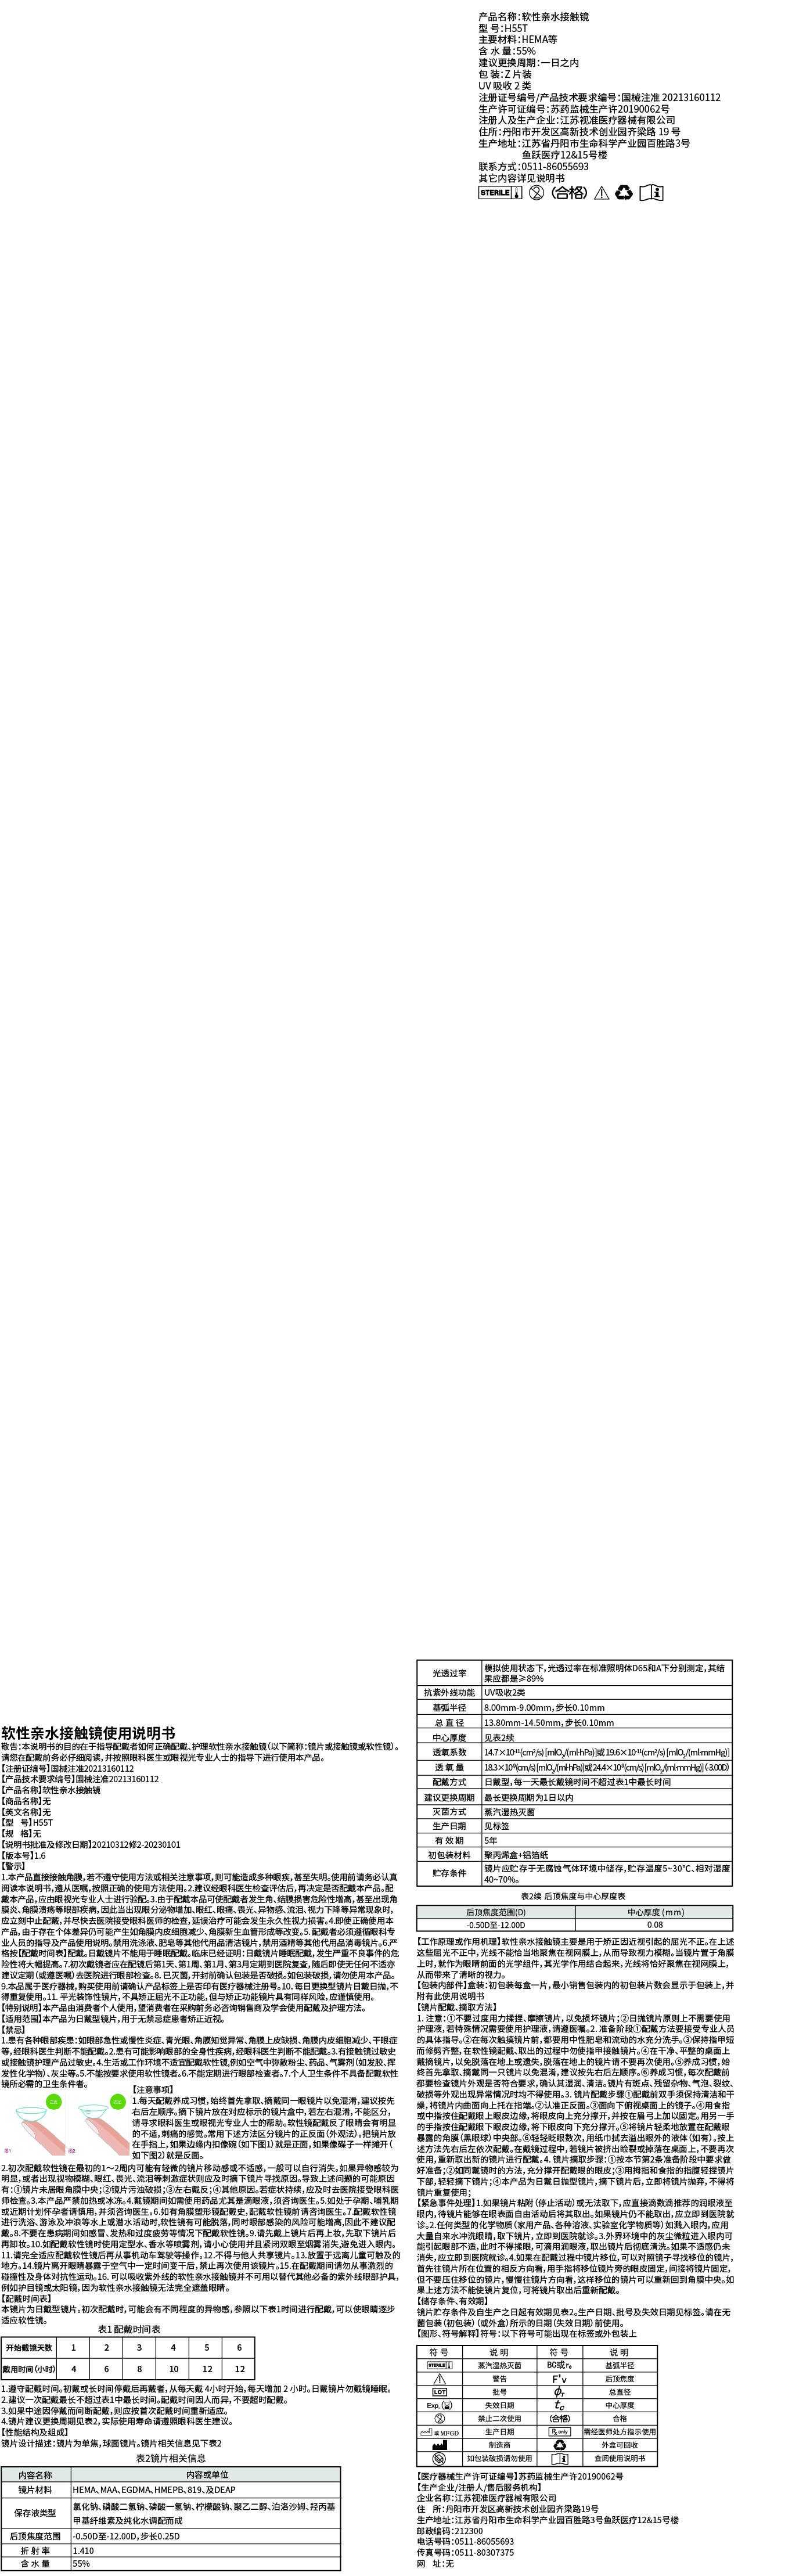 产品名称：软性亲水接触镜
型 号：H55T
主要材料：HEMA等
含 水 量：55%
建议更换周期：一日之内
包 装：Z 片装
UV 吸收 2 类
注册证号编号/产品技术要求编号：国械注准 20213160112
生产许可证编号：苏药监械生产许20190062号
注册人及生产企业：江苏视准医疗器械有限公司
住所：丹阳市开发区高新技术创业园齐梁路 19 号
生产地址：江苏省丹阳市生命科学产业园百胜路3号
鱼跃医疗12&15号楼
联系方式：0511-86055693
其它内容详见说明书
STERILE （合格）
软性亲水接触镜使用说明书
敬告：本说明书的目的在于指导配戴者如何正确配戴、护理软性亲水接触镜（以下简称：镜片或接触镜或软性镜）。
请您在配戴前务必仔细阅读，并按照眼科医生或眼视光专业人士的指导下进行使用本产品。
【注册证编号】国械注准20213160112
【产品技术要求编号】国械注准20213160112
【产品名称】软性亲水接触镜
【商品名称】无
【英文名称】无
【型 号】H55T
【规 格】无
【说明书批准及修改日期】20210312修2-20230101
【版本号】1.6
【警示】
1.本产品直接接触角膜，若不遵守使用方法或相关注意事项，则可能造成多种眼疾，甚至失明。使用前请务必认真
阅读本说明书，遵从医嘱，按照正确的使用方法使用。2.建议经眼科医生检查评估后，再决定是否配戴本产品。配
戴本产品，应由眼视光专业人士进行验配。3.由于配戴本品可使配戴者发生角、结膜损害危险性增高，甚至出现角
膜炎、角膜溃疡等眼部疾病，因此当出现眼分泌物增加、眼红、眼痛、畏光、异物感、流泪、视力下降等异常现象时，
应立刻中止配戴，并尽快去医院接受眼科医师的检查，延误治疗可能会发生永久性视力损害。4.即使正确使用本
产品，由于存在个体差异仍可能产生如角膜内皮细胞减少、角膜新生血管形成等改变。5. 配戴者必须遵循眼科专
业人员的指导及产品使用说明。禁用洗涤液、肥皂等其他代用品清洁镜片，禁用酒精等其他代用品消毒镜片。6.严
格按【配戴时间表】配戴。日戴镜片不能用于睡眠配戴。临床已经证明：日戴镜片睡眠配戴，发生严重不良事件的危
险性将大幅提高。7.初次戴镜者应在配镜后第1天、第1周、第1月、第3月定期到医院复查，随后即使无任何不适亦
建议定期（或遵医嘱）去医院进行眼部检查。8. 已灭菌，开封前确认包装是否破损。如包装破损，请勿使用本产品。
9.本品属于医疗器械，购买使用前请确认产品标签上是否印有医疗器械注册号。10. 每日更换型镜片日戴日抛，不
得重复使用。11. 平光装饰性镜片，不具矫正屈光不正功能，但与矫正功能镜片具有同样风险，应谨慎使用。
【特别说明】本产品由消费者个人使用，望消费者在采购前务必咨询销售商及学会使用配戴及护理方法。
【适用范围】本产品为日戴型镜片，用于无禁忌症患者矫正近视。
【禁忌】
1.患有各种眼部疾患：如眼部急性或慢性炎症、青光眼、角膜知觉异常、角膜上皮缺损、角膜内皮细胞减少、干眼症
等，经眼科医生判断不能配戴。2.患有可能影响眼部的全身性疾病，经眼科医生判断不能配戴。3.有接触镜过敏史
或接触镜护理产品过敏史。4.生活或工作环境不适宜配戴软性镜，例如空气中弥散粉尘、药品、气雾剂（如发胶、挥
发性化学物）、灰尘等。5.不能按要求使用软性镜者。6.不能定期进行眼部检查者。7.个人卫生条件不具备配戴软性
镜所必需的卫生条件者。
【注意事项】
1.每天配戴养成习惯，始终首先拿取、摘戴同一眼镜片以免混淆，建议按先
右后左顺序。摘下镜片放在对应标示的镜片盒中，若左右混淆，不能区分，
请寻求眼科医生或眼视光专业人士的帮助。软性镜配戴反了眼睛会有明显
的不适，刺痛的感觉。常用下述方法区分镜片的正反面（外观法）。把镜片放
在手指上，如果边缘内扣像碗（如下图1）就是正面，如果像碟子一样摊开（
如下图2）就是反面。
2.初次配戴软性镜在最初的1～2周内可能有轻微的镜片移动感或不适感，一般可以自行消失。如果异物感较为
明显，或者出现视物模糊、眼红、畏光、流泪等刺激症状则应及时摘下镜片寻求原因。导致上述问题的可能原因
有：①镜片未居眼角膜中央；②镜片污浊破损；③左右戴反；④其他原因。若症状持续，应及时去医院接受眼科医
师检查。3.本产品严禁加热或冰冻。4.戴镜期间如需使用药品尤其是滴眼液，须咨询医生。5.如处于孕期、哺乳期
或近期计划怀孕者请慎用，并须咨询医生。6.如有角膜塑形镜配戴史，配戴软性镜前请咨询医生。7.配戴软性镜
进行洗浴、游泳及冲浪等水上或潜水活动时，软性镜有可能脱落，同时眼部感染的风险可能增高，因此不建议配
戴。8.不要在患病期间如感冒、发热和过度疲劳等情况下配戴软性镜。9.请先戴上镜片后再上妆，先取下镜片后
再卸妆。10.如配戴软性镜时使用定型水、香水等喷雾剂，请小心使用并且紧闭双眼至烟雾消失，避免进入眼内。
11.请完全适应配戴软性镜后再从事机动车驾驶等操作。12.不得与他人共享镜片。13.放置于远离儿童可触及的
地方。14.镜片离开眼睛暴露于空气中一定时间变干后，禁止再次使用该镜片。15.在配戴期间请勿从事激烈的
碰撞性及身体对抗性运动。16. 可以吸收紫外线的软性亲水接触镜并不可用以替代其他必备的紫外线眼部护具，
例如护目镜或太阳镜，因为软性亲水接触镜无法完全遮盖眼睛。
【配戴时间表】
本镜片为日戴型镜片。初次配戴时，可能会有不同程度的异物感，参照以下表1时间进行配戴，可以使眼睛逐步
适应软性镜。
表1 配戴时间表
开始戴镜天数 1 2 3 4 5 6
戴用时间（小时） 4 6 8 10 12 12
1.遵守配戴时间。初戴或长时间停戴后再戴者，从每天戴 4小时开始，每天增加 2 小时。日戴镜片勿戴镜睡眠。
2.建议一次配戴最长不超过表1中最长时间。配戴时间因人而异，不要超时配戴。
3.如果中途因停戴而间断配戴，则应按首次配戴时间重新适应。
4.镜片建议更换周期见表2，实际使用寿命请遵照眼科医生建议。
【性能结构及组成】
镜片设计描述：镜片为单焦，球面镜片。镜片相关信息见下表2
表2镜片相关信息
内容名称 内容或单位
镜片材料 HEMA、MAA、EGDMA、HMEPB、819、及DEAP
保存液类型 氯化钠、磷酸二氢钠、磷酸一氢钠、柠檬酸钠、聚乙二醇、泊洛沙姆、羟丙基
甲基纤维素及纯化水调配而成
后顶焦度范围 -0.50D至-12.00D，步长0.25D
折 射 率 1.410
含 水 量 55%
光透过率 模拟使用状态下，光透过率在标准照明体D65和A下分别测定，其结
果应都是≥89%
抗紫外线功能 UV吸收2类
基弧半径 8.00mm-9.00mm，步长0.10mm
总 直 径 13.80mm-14.50mm，步长0.10mm
中心厚度 见表2续
透氧系数 14.7×10⁻¹¹(cm²/s) [mlO₂/(ml·hPa)]或 19.6×10⁻¹¹(cm²/s) [mlO₂/(ml·mmHg)]
透 氧 量 18.3×10⁻⁹(cm/s) [mlO₂/(ml·hPa)]或24.4×10⁻⁹(cm/s) [mlO₂/(ml·mmHg)] (-3.00D)
配戴方式 日戴型，每一天最长戴镜时间不超过表1中最长时间
建议更换周期 最长更换周期为1日以内
灭菌方式 蒸汽湿热灭菌
生产日期 见标签
有 效 期 5年
初包装材料 聚丙烯盒+铝箔纸
贮存条件 镜片应贮存于无腐蚀气体环境中储存，贮存温度5~30℃、相对湿度
40~70%。
表2续 后顶焦度与中心厚度表
后顶焦度范围(D) 中心厚度 (mm)
-0.50D至-12.00D 0.08
【工作原理或作用机理】软性亲水接触镜主要是用于矫正因近视引起的屈光不正。在上述
这些屈光不正中，光线不能恰当地聚焦在视网膜上，从而导致视力模糊。当镜片置于角膜
上时，就作为眼睛前面的光学组件，其光学作用结合起来，光线将恰好聚焦在视网膜上，
从而带来了清晰的视力。
【包装内部件】盒装：初包装每盒一片，最小销售包装内的初包装片数会显示于包装上，并
附有此使用说明书
【镜片配戴、摘取方法】
1. 注意：①不要过度用力揉捏、摩擦镜片，以免损坏镜片；②日抛镜片原则上不需要使用
护理液，若特殊情况需要使用护理液，请遵医嘱。2. 准备阶段①配戴方法要接受专业人员
的具体指导。②在每次触摸镜片前，都要用中性肥皂和流动的水充分洗手。③保持指甲短
而修剪齐整，在软性镜配戴、取出的过程中勿使指甲接触镜片。④在干净、平整的桌面上
戴摘镜片，以免脱落在地上或遗失，脱落在地上的镜片请不要再次使用。⑤养成习惯，始
终首先拿取、摘戴同一只镜片以免混淆，建议按先右后左顺序。⑥养成习惯，每次配戴前
都要检查镜片外观是否符合要求，确认其湿润、清洁。镜片有斑点、残留杂物、气泡、裂纹、
破损等外观出现异常情况时均不得使用。3. 镜片配戴步骤①配戴前双手须保持清洁和干
燥，将镜片内曲面向上托在指端。②认准正反面。③面向下俯视桌面上的镜子。④用食指
或中指按住配戴眼上眼皮边缘，将眼皮向上充分撑开，并按在眉弓上加以固定。用另一手
的手指按住配戴眼下眼皮边缘，将下眼皮向下充分撑开。⑤将镜片轻柔地放置在配戴眼
暴露的角膜（黑眼球）中央部。⑥轻轻眨眼数次，用纸巾拭去溢出眼外的液体（如有）。按上
述方法先右后左依次配戴。在戴镜过程中，若镜片被挤出睑裂或掉落在桌面上，不要再次
使用，重新取出新的镜片进行配戴。4. 镜片摘取步骤：①按本节第2条准备阶段中要求做
好准备；②如同戴镜时的方法，充分撑开配戴眼的眼皮；③用拇指和食指的指腹轻捏镜片
下部，轻轻摘下镜片；④本产品为日戴日抛型镜片，摘下镜片后，立即将镜片抛弃，不得将
镜片重复使用；
【紧急事件处理】1.如果镜片粘附（停止活动）或无法取下，应直接滴数滴推荐的润眼液至
眼内，待镜片能够在眼表面自由活动后将其取出。如果镜片仍不能取出，应立即到医院就
诊。2.任何类型的化学物质（家用产品、各种溶液、实验室化学物质等）如溅入眼内，应用
大量自来水冲洗眼睛，取下镜片，立即到医院就诊。3.外界环境中的灰尘微粒进入眼内可
能引起眼部不适，此时不得揉眼，可滴用润眼液，取出镜片后彻底清洗。如果不适感仍未
消失，应立即到医院就诊。4.如果在配戴过程中镜片移位，可以对照镜子寻找移位的镜片，
首先往镜片所在位置的相反方向看，用手指将移位镜片旁的眼皮固定，间接将镜片固定，
但不要压住移位的镜片，慢慢往镜片方向看，这样移位的镜片可以重新回到角膜中央。如
果上述方法不能使镜片复位，可将镜片取出后重新配戴。
【储存条件、有效期】
镜片贮存条件及自生产之日起有效期见表2。生产日期、批号及失效日期见标签。请在无
菌包装（初包装）（或外盒）所示的日期（失效日期）前使用。
【图形、符号解释】符号：以下符号可能出现在标签或外包装上
符 号 说 明 符 号 说 明
STERILE 蒸汽湿热灭菌 BC或r₀ 基弧半径
警告 F'v 后顶焦度
LOT 批号 ϕT 总直径
Exp.（） 失效日期 tc 中心厚度
禁止二次使用 （合格） 合格
或 MFGD 生产日期 Rx only 需经医师处方指示使用
制造商 外盒可回收
如包装破损请勿使用 查阅使用说明书
【医疗器械生产许可证编号】苏药监械生产许20190062号
【生产企业/注册人/售后服务机构】
企业名称：江苏视准医疗器械有限公司
住 所：丹阳市开发区高新技术创业园齐梁路19号
生产地址：江苏省丹阳市生命科学产业园百胜路3号鱼跃医疗12&15号楼
邮政编码：212300
电话号码：0511-86055693
传真号码：0511-80307375
网 址：无